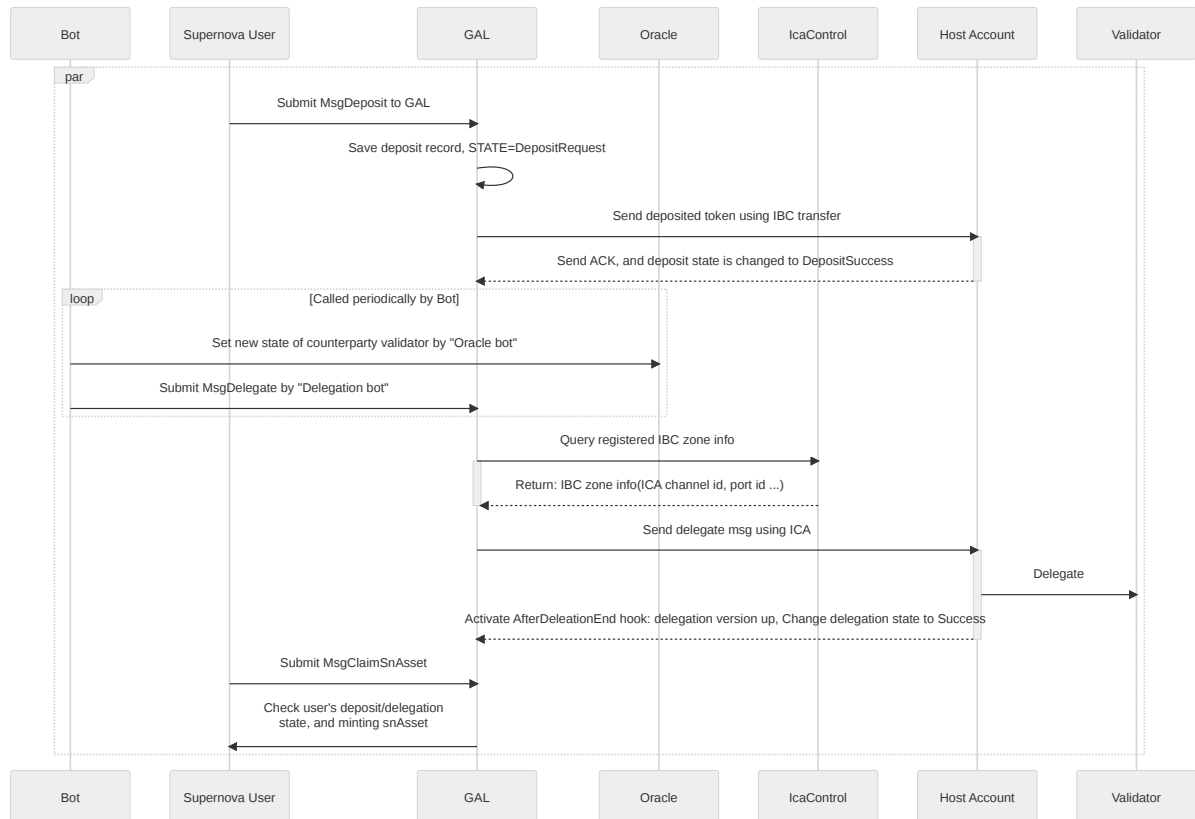 Bot
Supernova User
GAL
Oracle
IcaControl
Host Account
Validator
par
Submit MsgDeposit to GAL
Save deposit record, STATE=DepositRequest
Send deposited token using IBC transfer
Send ACK, and deposit state is changed to DepositSuccess
loop
[Called periodically by Bot]
Set new state of counterparty validator by "Oracle bot"
Submit MsgDelegate by "Delegation bot"
Query registered IBC zone info
Return: IBC zone info(ICA channel id, port id ...)
Send delegate msg using ICA
Delegate
Activate AfterDeleationEnd hook: delegation version up, Change delegation state to Success
Submit MsgClaimSnAsset
Check user's deposit/delegation
state, and minting snAsset
Bot
Supernova User
GAL
Oracle
IcaControl
Host Account
Validator